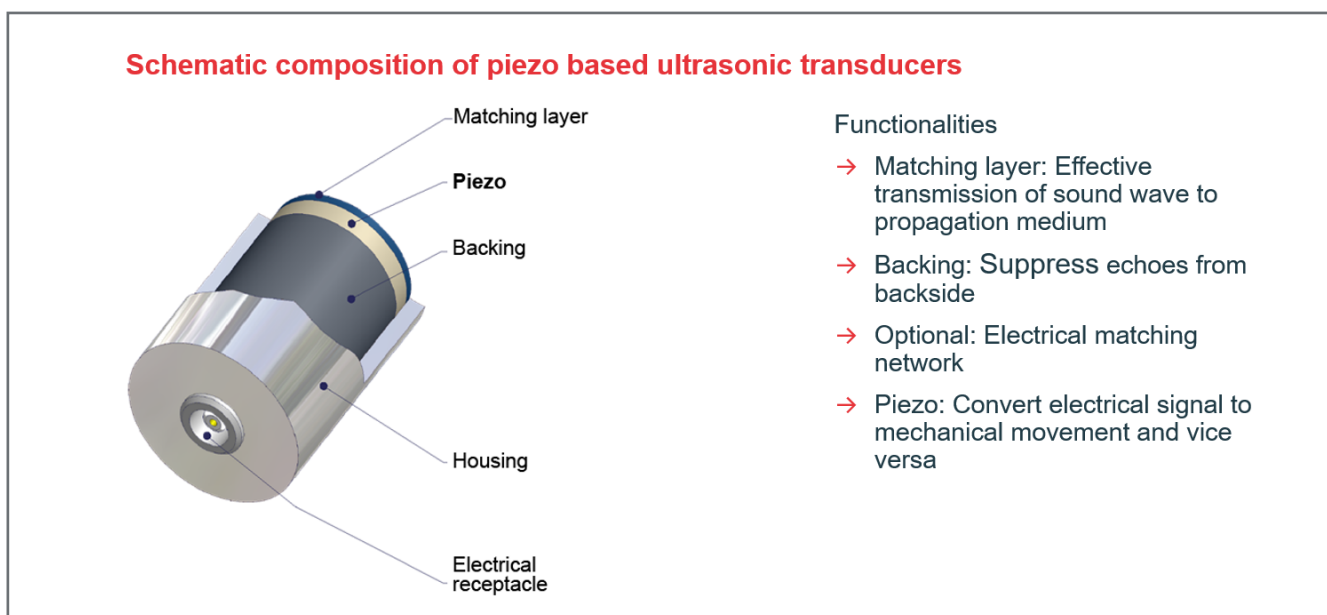 Schematic composition of piezo based ultrasonic transducers
Matching layer
Piezo
Backing
Housing
Electrical
receptacle
Functionalities
→ Matching layer: Effective
transmission of sound wave to
propagation medium
→ Backing: Suppress echoes from
backside
→ Optional: Electrical matching
network
→ Piezo: Convert electrical signal to
mechanical movement and vice
versa